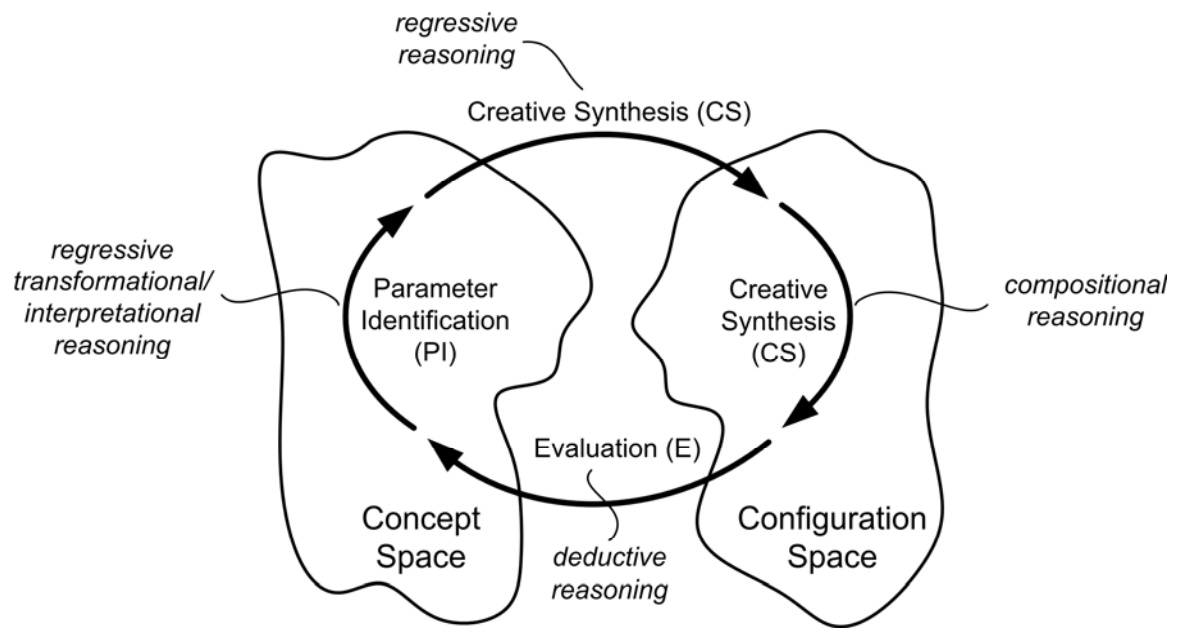 regressive
reasoning
Creative Synthesis (CS)
regressive
transformational/
interpretational
reasoning
Parameter
Identification
(PI)
Creative
Synthesis
(CS)
compositional
reasoning
Evaluation (E)
Concept
Space
deductive
reasoning
Configuration
Space